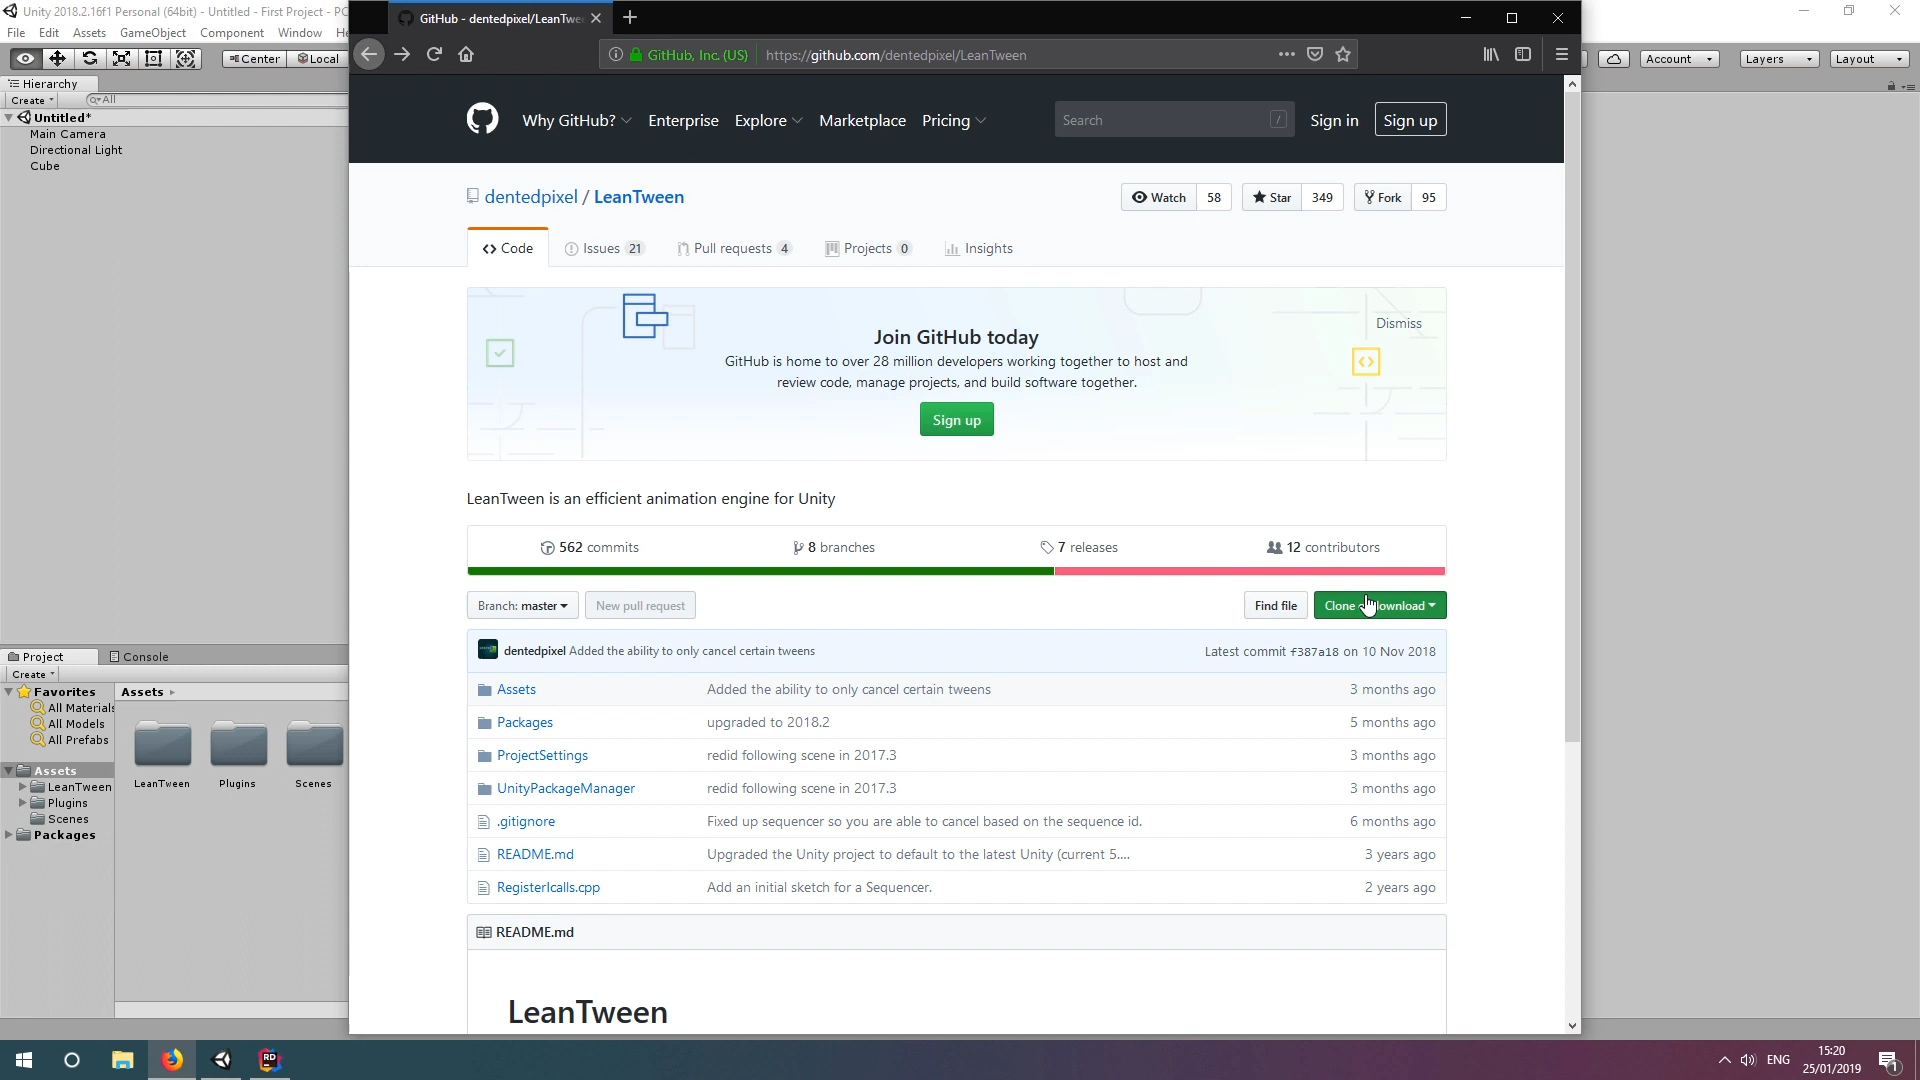 Unity 2018.2.16f1 Personal (64bit) - Untitled - First Project - PC
File Edit Assets GameObject Component Window He
Center Local
Hierarchy
Create All
Untitled*
Main Camera
Directional Light
Cube
GitHub - dentedpixel/LeanTwe
GitHub, Inc. (US) https://github.com/dentedpixel/LeanTween
Account Layers Layout
Why GitHub? Enterprise Explore Marketplace Pricing Search / Sign in Sign up
dentedpixel / LeanTween
Watch 58 Star 349 Fork 95
Code Issues 21 Pull requests 4 Projects 0 Insights
Join GitHub today
Dismiss
GitHub is home to over 28 million developers working together to host and
review code, manage projects, and build software together.
Sign up
LeanTween is an efficient animation engine for Unity
562 commits 8 branches 7 releases 12 contributors
Branch: master New pull request Find file Clone ownload
dentedpixel Added the ability to only cancel certain tweens Latest commit f387a18 on 10 Nov 2018
Assets Added the ability to only cancel certain tweens 3 months ago
Packages upgraded to 2018.2 5 months ago
ProjectSettings redid following scene in 2017.3 3 months ago
UnityPackageManager redid following scene in 2017.3 3 months ago
.gitignore Fixed up sequencer so you are able to cancel based on the sequence id. 6 months ago
README.md Upgraded the Unity project to default to the latest Unity (current 5.... 3 years ago
RegisterIcalls.cpp Add an initial sketch for a Sequencer. 2 years ago
README.md
LeanTween
Project Console
Create
Favorites
All Materials
All Models
All Prefabs
Assets
LeanTween
Plugins
Scenes
Packages
Assets
LeanTween Plugins Scenes
RD
ENG
15:20
25/01/2019
1